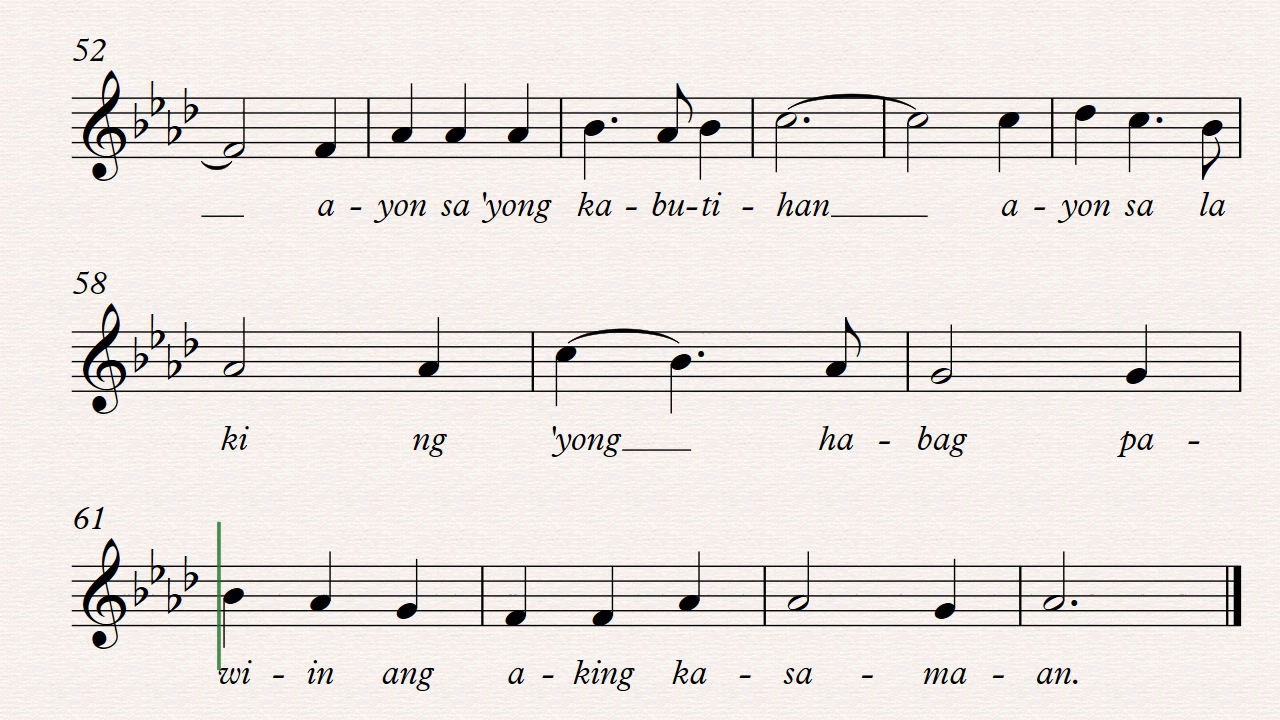 52
a - yon sa 'yong ka - bu - ti - han a - yon sa la
58
ki ng 'yong ha - bag pa -
61
wi - in ang a - king ka - sa - ma - an.